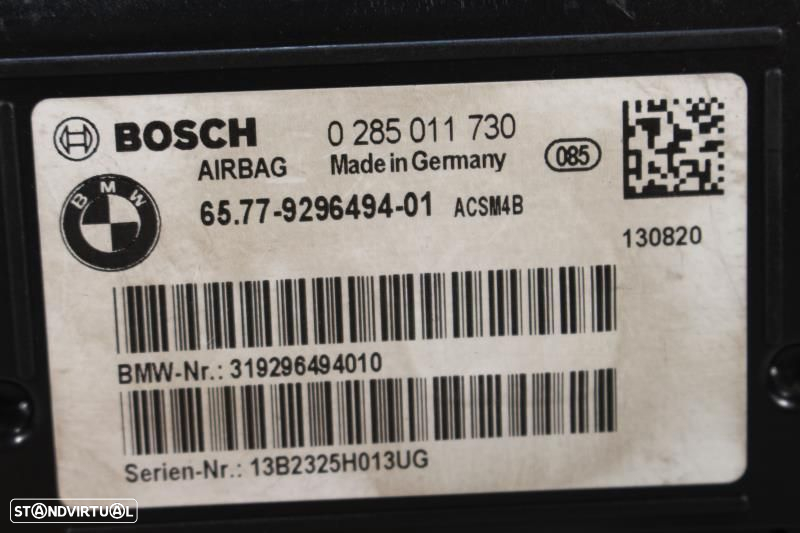 BOSCH 0 285 011 730
AIRBAG Made in Germany 085
BMW
65.77-9296494-01 ACSM4B
130820
BMW-Nr.: 319296494010
Serien-Nr.: 13B2325H013UG
STANDVIRTUAL